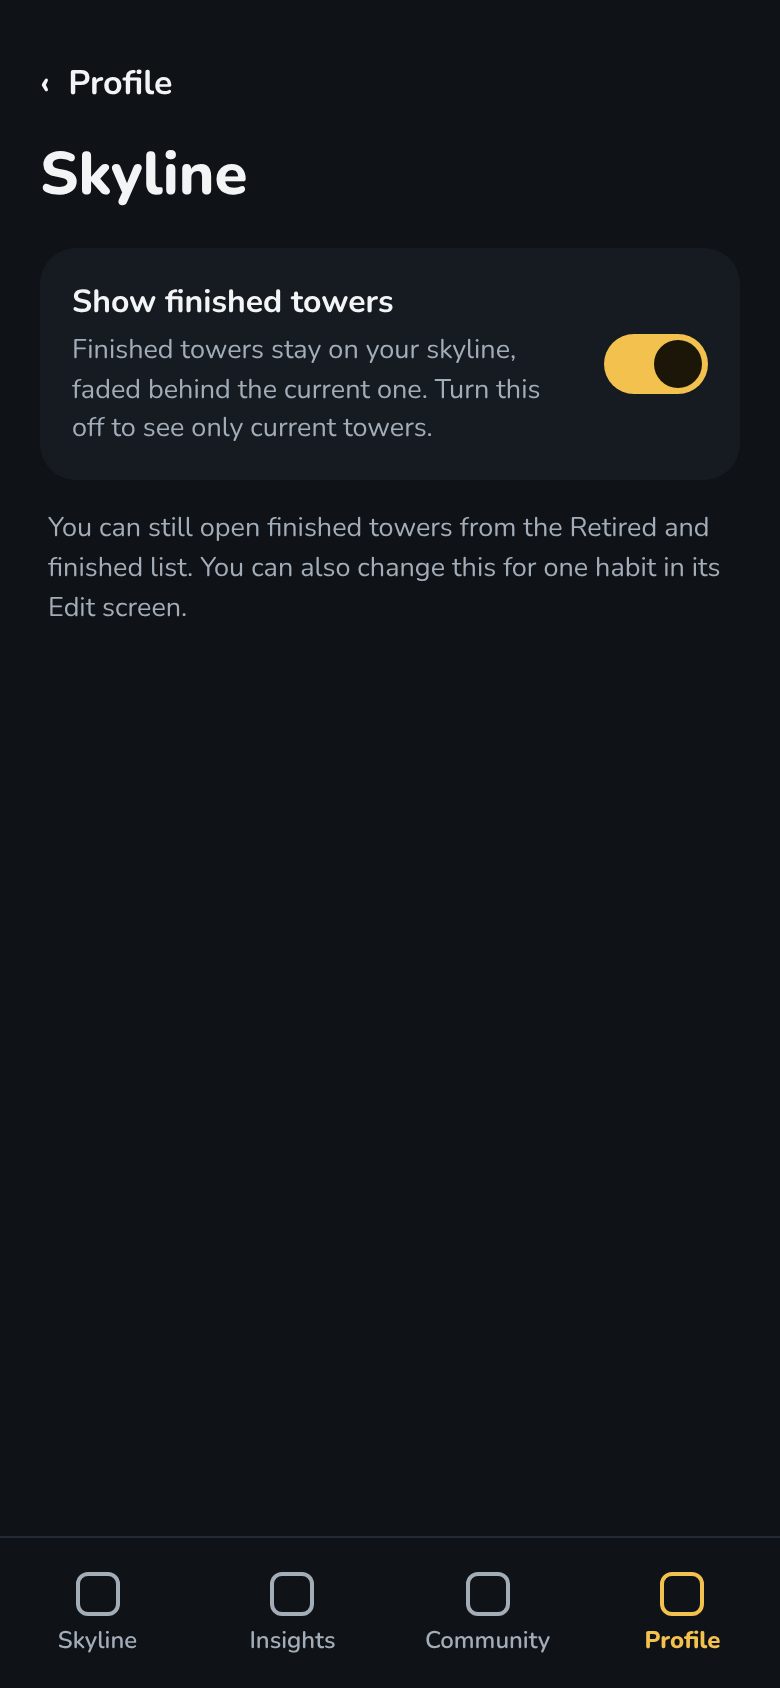 ‹ Profile
Skyline
Show finished towers
Finished towers stay on your skyline,
faded behind the current one. Turn this
off to see only current towers.
You can still open finished towers from the Retired and
finished list. You can also change this for one habit in its
Edit screen.
Skyline
Insights
Community
Profile